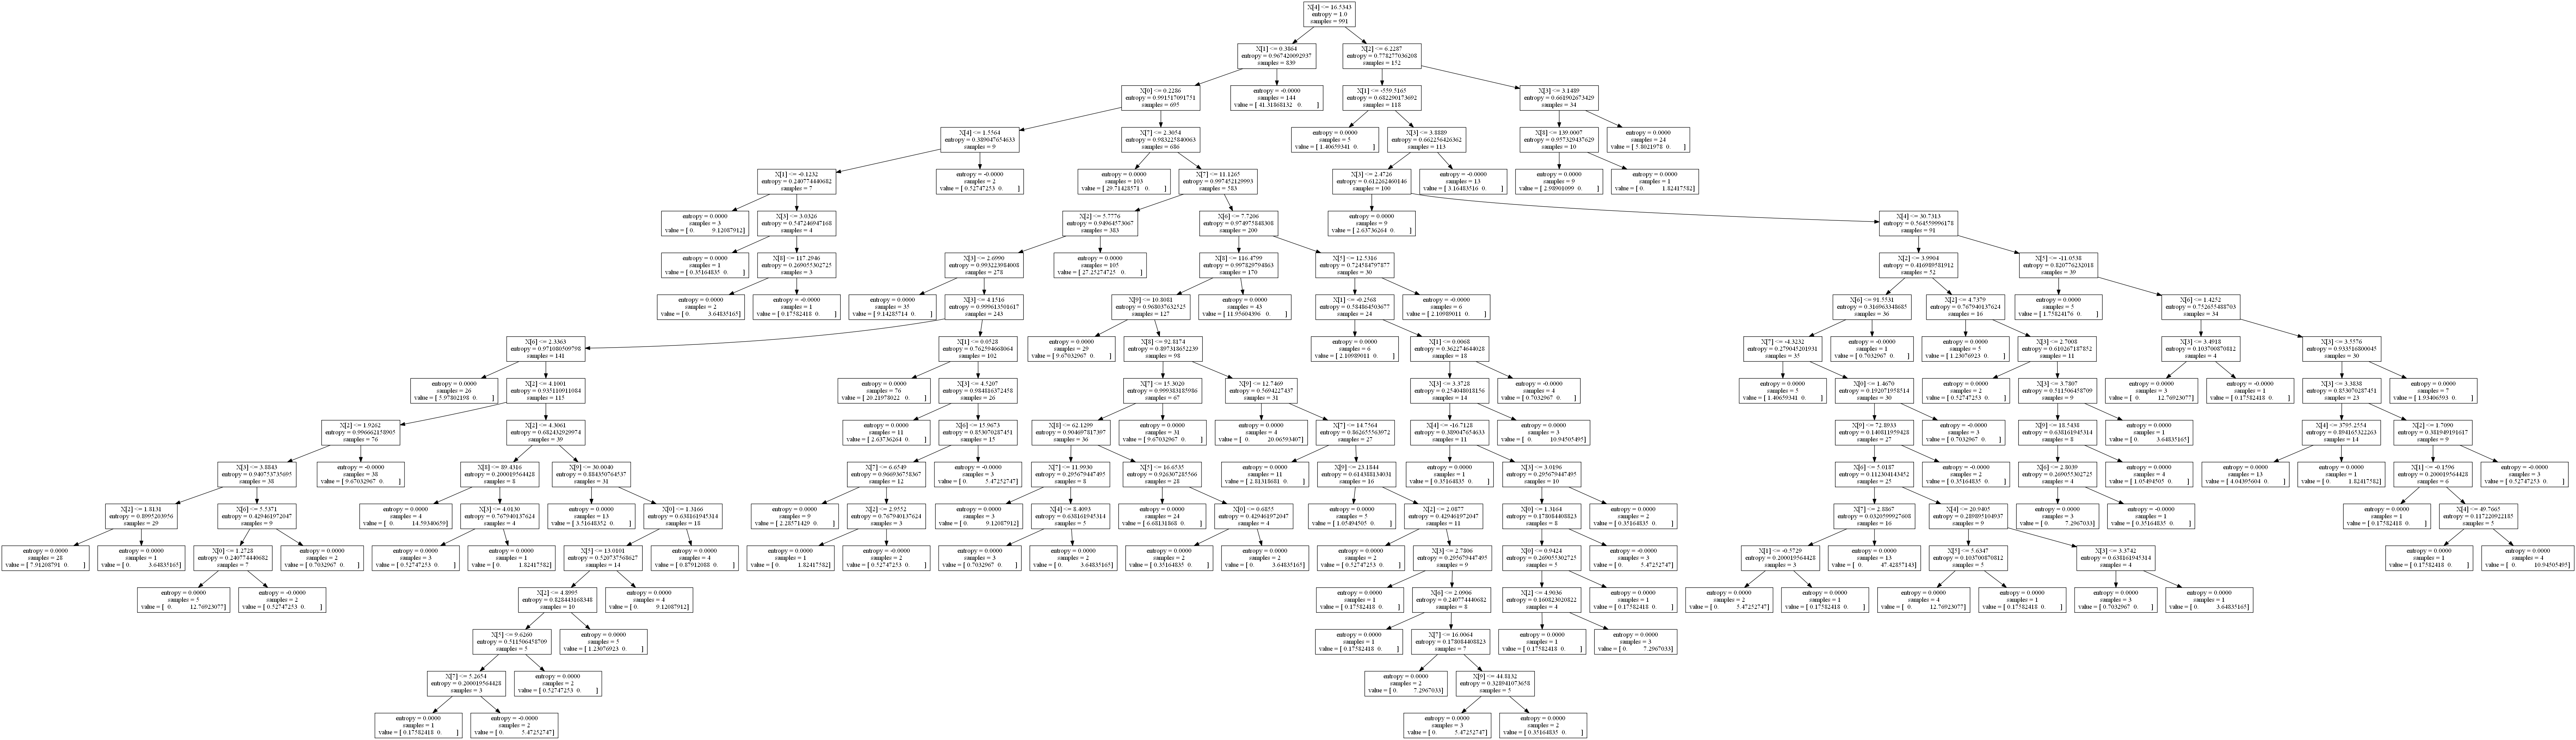 X[4] <= 16.5343
entropy = 1.0
samples = 991
X[1] <= 0.3864
entropy = 0.967420092937
samples = 839
X[2] <= 6.2287
entropy = 0.778277036208
samples = 152
X[0] <= 0.2286
entropy = 0.991517091751
samples = 695
entropy = -0.0000
samples = 144
value = [ 41.31868132 0. ]
X[1] <= -559.5165
entropy = 0.682290173692
samples = 118
X[3] <= 3.1489
entropy = 0.661902673429
samples = 34
X[4] <= 1.5564
entropy = 0.389047654633
samples = 9
X[7] <= 2.3054
entropy = 0.983225840063
samples = 686
entropy = 0.0000
samples = 5
value = [ 1.40659341 0. ]
X[3] <= 3.8889
entropy = 0.662256426362
samples = 113
X[8] <= 139.0007
entropy = 0.957329437629
samples = 10
entropy = 0.0000
samples = 24
value = [ 5.8021978 0. ]
X[1] <= -0.1232
entropy = 0.240774440682
samples = 7
entropy = -0.0000
samples = 2
value = [ 0.52747253 0. ]
entropy = 0.0000
samples = 103
value = [ 29.71428571 0. ]
X[7] <= 11.1265
entropy = 0.997452129993
samples = 583
X[3] <= 2.4726
entropy = 0.612262460146
samples = 100
entropy = -0.0000
samples = 13
value = [ 3.16483516 0. ]
entropy = 0.0000
samples = 9
value = [ 2.98901099 0. ]
entropy = 0.0000
samples = 1
value = [ 0. 1.82417582]
entropy = 0.0000
samples = 3
value = [ 0. 9.12087912]
X[3] <= 3.0326
entropy = 0.547246947168
samples = 4
X[2] <= 5.7776
entropy = 0.94964573067
samples = 383
X[6] <= 7.7206
entropy = 0.974975848308
samples = 200
entropy = 0.0000
samples = 9
value = [ 2.63736264 0. ]
X[4] <= 30.7313
entropy = 0.564559996178
samples = 91
entropy = 0.0000
samples = 1
value = [ 0.35164835 0. ]
X[8] <= 117.2946
entropy = 0.269055302725
samples = 3
X[3] <= 2.6990
entropy = 0.993223984008
samples = 278
entropy = 0.0000
samples = 105
value = [ 27.25274725 0. ]
X[8] <= 116.4799
entropy = 0.997829794863
samples = 170
X[5] <= 12.5316
entropy = 0.724584797877
samples = 30
X[2] <= 3.9904
entropy = 0.416989581912
samples = 52
X[5] <= -11.0538
entropy = 0.820776232018
samples = 39
entropy = 0.0000
samples = 2
value = [ 0. 3.64835165]
entropy = -0.0000
samples = 1
value = [ 0.17582418 0. ]
entropy = 0.0000
samples = 35
value = [ 9.14285714 0. ]
X[3] <= 4.1516
entropy = 0.999613501617
samples = 243
X[9] <= 10.8081
entropy = 0.968037632525
samples = 127
entropy = 0.0000
samples = 43
value = [ 11.95604396 0. ]
X[1] <= -0.2568
entropy = 0.584864503677
samples = 24
entropy = -0.0000
samples = 6
value = [ 2.10989011 0. ]
X[6] <= 91.5531
entropy = 0.316963348685
samples = 36
X[2] <= 4.7379
entropy = 0.767940137624
samples = 16
entropy = 0.0000
samples = 5
value = [ 1.75824176 0. ]
X[6] <= 1.4252
entropy = 0.752655488703
samples = 34
X[6] <= 2.3363
entropy = 0.971080509798
samples = 141
X[1] <= 0.0528
entropy = 0.762594668064
samples = 102
entropy = 0.0000
samples = 29
value = [ 9.67032967 0. ]
X[8] <= 92.8174
entropy = 0.897318652239
samples = 98
entropy = 0.0000
samples = 6
value = [ 2.10989011 0. ]
X[1] <= 0.0068
entropy = 0.362274644028
samples = 18
X[7] <= -4.3232
entropy = 0.279045201931
samples = 35
entropy = -0.0000
samples = 1
value = [ 0.7032967 0. ]
entropy = 0.0000
samples = 5
value = [ 1.23076923 0. ]
X[3] <= 2.7008
entropy = 0.610267187852
samples = 11
X[3] <= 3.4918
entropy = 0.103700870812
samples = 4
X[3] <= 3.5576
entropy = 0.933516800045
samples = 30
entropy = 0.0000
samples = 26
value = [ 5.97802198 0. ]
X[2] <= 4.1001
entropy = 0.935110911084
samples = 115
entropy = 0.0000
samples = 76
value = [ 20.21978022 0. ]
X[3] <= 4.5207
entropy = 0.984816372458
samples = 26
X[7] <= 15.3020
entropy = 0.999383185986
samples = 67
X[9] <= 12.7469
entropy = 0.5694227437
samples = 31
X[3] <= 3.3728
entropy = 0.254048018156
samples = 14
entropy = -0.0000
samples = 4
value = [ 0.7032967 0. ]
entropy = 0.0000
samples = 5
value = [ 1.40659341 0. ]
X[0] <= 1.4670
entropy = 0.192071958514
samples = 30
entropy = 0.0000
samples = 2
value = [ 0.52747253 0. ]
X[3] <= 3.7807
entropy = 0.511506458709
samples = 9
entropy = 0.0000
samples = 3
value = [ 0. 12.76923077]
entropy = -0.0000
samples = 1
value = [ 0.17582418 0. ]
X[3] <= 3.3838
entropy = 0.853070287451
samples = 23
entropy = 0.0000
samples = 7
value = [ 1.93406593 0. ]
X[2] <= 1.9262
entropy = 0.996662158905
samples = 76
X[2] <= 4.3061
entropy = 0.682432929974
samples = 39
entropy = 0.0000
samples = 11
value = [ 2.63736264 0. ]
X[6] <= 15.9673
entropy = 0.853070287451
samples = 15
X[8] <= 62.1299
entropy = 0.904697817397
samples = 36
entropy = 0.0000
samples = 31
value = [ 9.67032967 0. ]
entropy = 0.0000
samples = 4
value = [ 0. 20.06593407]
X[7] <= 14.7564
entropy = 0.862655563972
samples = 27
X[4] <= -16.7128
entropy = 0.389047654633
samples = 11
entropy = 0.0000
samples = 3
value = [ 0. 10.94505495]
X[9] <= 72.8933
entropy = 0.140811959428
samples = 27
entropy = -0.0000
samples = 3
value = [ 0.7032967 0. ]
X[9] <= 18.5438
entropy = 0.638161945314
samples = 8
entropy = 0.0000
samples = 1
value = [ 0. 3.64835165]
X[4] <= 3795.2554
entropy = 0.894165322263
samples = 14
X[2] <= 1.7090
entropy = 0.381949191617
samples = 9
X[3] <= 3.8843
entropy = 0.940753735695
samples = 38
entropy = -0.0000
samples = 38
value = [ 9.67032967 0. ]
X[8] <= 89.4316
entropy = 0.200019564428
samples = 8
X[9] <= 30.0040
entropy = 0.884350764537
samples = 31
X[7] <= 6.6549
entropy = 0.966936758367
samples = 12
entropy = -0.0000
samples = 3
value = [ 0. 5.47252747]
X[7] <= 11.9930
entropy = 0.295679447495
samples = 8
X[5] <= 16.6535
entropy = 0.926307285566
samples = 28
entropy = 0.0000
samples = 11
value = [ 2.81318681 0. ]
X[9] <= 23.1844
entropy = 0.614388134031
samples = 16
entropy = 0.0000
samples = 1
value = [ 0.35164835 0. ]
X[3] <= 3.0196
entropy = 0.295679447495
samples = 10
X[6] <= 5.0187
entropy = 0.112304143452
samples = 25
entropy = -0.0000
samples = 2
value = [ 0.35164835 0. ]
X[6] <= 2.8039
entropy = 0.269055302725
samples = 4
entropy = 0.0000
samples = 4
value = [ 1.05494505 0. ]
entropy = 0.0000
samples = 13
value = [ 4.04395604 0. ]
entropy = 0.0000
samples = 1
value = [ 0. 1.82417582]
X[1] <= -0.1596
entropy = 0.200019564428
samples = 6
entropy = -0.0000
samples = 3
value = [ 0.52747253 0. ]
X[2] <= 1.8131
entropy = 0.8995203956
samples = 29
X[6] <= 5.5371
entropy = 0.429461972047
samples = 9
entropy = 0.0000
samples = 4
value = [ 0. 14.59340659]
X[3] <= 4.0130
entropy = 0.767940137624
samples = 4
entropy = 0.0000
samples = 13
value = [ 3.51648352 0. ]
X[0] <= 1.3166
entropy = 0.638161945314
samples = 18
entropy = 0.0000
samples = 9
value = [ 2.28571429 0. ]
X[2] <= 2.9552
entropy = 0.767940137624
samples = 3
entropy = 0.0000
samples = 3
value = [ 0. 9.12087912]
X[4] <= 8.4093
entropy = 0.638161945314
samples = 5
entropy = 0.0000
samples = 24
value = [ 6.68131868 0. ]
X[0] <= 0.6855
entropy = 0.429461972047
samples = 4
entropy = 0.0000
samples = 5
value = [ 1.05494505 0. ]
X[2] <= 2.0877
entropy = 0.429461972047
samples = 11
X[0] <= 1.3164
entropy = 0.178084408823
samples = 8
entropy = 0.0000
samples = 2
value = [ 0.35164835 0. ]
X[7] <= 2.8867
entropy = 0.0320599927608
samples = 16
X[4] <= 20.9405
entropy = 0.289895104937
samples = 9
entropy = 0.0000
samples = 3
value = [ 0. 7.2967033]
entropy = -0.0000
samples = 1
value = [ 0.35164835 0. ]
entropy = 0.0000
samples = 1
value = [ 0.17582418 0. ]
X[4] <= 49.7665
entropy = 0.117220922185
samples = 5
entropy = 0.0000
samples = 28
value = [ 7.91208791 0. ]
entropy = 0.0000
samples = 1
value = [ 0. 3.64835165]
X[0] <= 1.2728
entropy = 0.240774440682
samples = 7
entropy = 0.0000
samples = 2
value = [ 0.7032967 0. ]
entropy = 0.0000
samples = 3
value = [ 0.52747253 0. ]
entropy = 0.0000
samples = 1
value = [ 0. 1.82417582]
X[5] <= 13.0101
entropy = 0.520737568627
samples = 14
entropy = 0.0000
samples = 4
value = [ 0.87912088 0. ]
entropy = 0.0000
samples = 1
value = [ 0. 1.82417582]
entropy = -0.0000
samples = 2
value = [ 0.52747253 0. ]
entropy = 0.0000
samples = 3
value = [ 0.7032967 0. ]
entropy = 0.0000
samples = 2
value = [ 0. 3.64835165]
entropy = 0.0000
samples = 2
value = [ 0.35164835 0. ]
entropy = 0.0000
samples = 2
value = [ 0. 3.64835165]
entropy = 0.0000
samples = 2
value = [ 0.52747253 0. ]
X[3] <= 2.7806
entropy = 0.295679447495
samples = 9
X[0] <= 0.9424
entropy = 0.269055302725
samples = 5
entropy = -0.0000
samples = 3
value = [ 0. 5.47252747]
X[1] <= -0.5729
entropy = 0.200019564428
samples = 3
entropy = 0.0000
samples = 13
value = [ 0. 47.42857143]
X[5] <= 5.6347
entropy = 0.103700870812
samples = 5
X[3] <= 3.3742
entropy = 0.638161945314
samples = 4
entropy = 0.0000
samples = 1
value = [ 0.17582418 0. ]
entropy = 0.0000
samples = 4
value = [ 0. 10.94505495]
entropy = 0.0000
samples = 5
value = [ 0. 12.76923077]
entropy = -0.0000
samples = 2
value = [ 0.52747253 0. ]
X[2] <= 4.8995
entropy = 0.828443168348
samples = 10
entropy = 0.0000
samples = 4
value = [ 0. 9.12087912]
entropy = 0.0000
samples = 1
value = [ 0.17582418 0. ]
X[6] <= 2.0906
entropy = 0.240774440682
samples = 8
X[2] <= 4.9036
entropy = 0.160823020822
samples = 4
entropy = 0.0000
samples = 1
value = [ 0.17582418 0. ]
entropy = 0.0000
samples = 2
value = [ 0. 5.47252747]
entropy = 0.0000
samples = 1
value = [ 0.17582418 0. ]
entropy = 0.0000
samples = 4
value = [ 0. 12.76923077]
entropy = 0.0000
samples = 1
value = [ 0.17582418 0. ]
entropy = 0.0000
samples = 3
value = [ 0.7032967 0. ]
entropy = 0.0000
samples = 1
value = [ 0. 3.64835165]
X[5] <= 9.6260
entropy = 0.511506458709
samples = 5
entropy = 0.0000
samples = 5
value = [ 1.23076923 0. ]
entropy = 0.0000
samples = 1
value = [ 0.17582418 0. ]
X[7] <= 16.0064
entropy = 0.178084408823
samples = 7
entropy = 0.0000
samples = 1
value = [ 0.17582418 0. ]
entropy = 0.0000
samples = 3
value = [ 0. 7.2967033]
X[7] <= 5.2654
entropy = 0.200019564428
samples = 3
entropy = 0.0000
samples = 2
value = [ 0.52747253 0. ]
entropy = 0.0000
samples = 2
value = [ 0. 7.2967033]
X[9] <= 44.8132
entropy = 0.328941073658
samples = 5
entropy = 0.0000
samples = 1
value = [ 0.17582418 0. ]
entropy = -0.0000
samples = 2
value = [ 0. 5.47252747]
entropy = 0.0000
samples = 3
value = [ 0. 5.47252747]
entropy = 0.0000
samples = 2
value = [ 0.35164835 0. ]